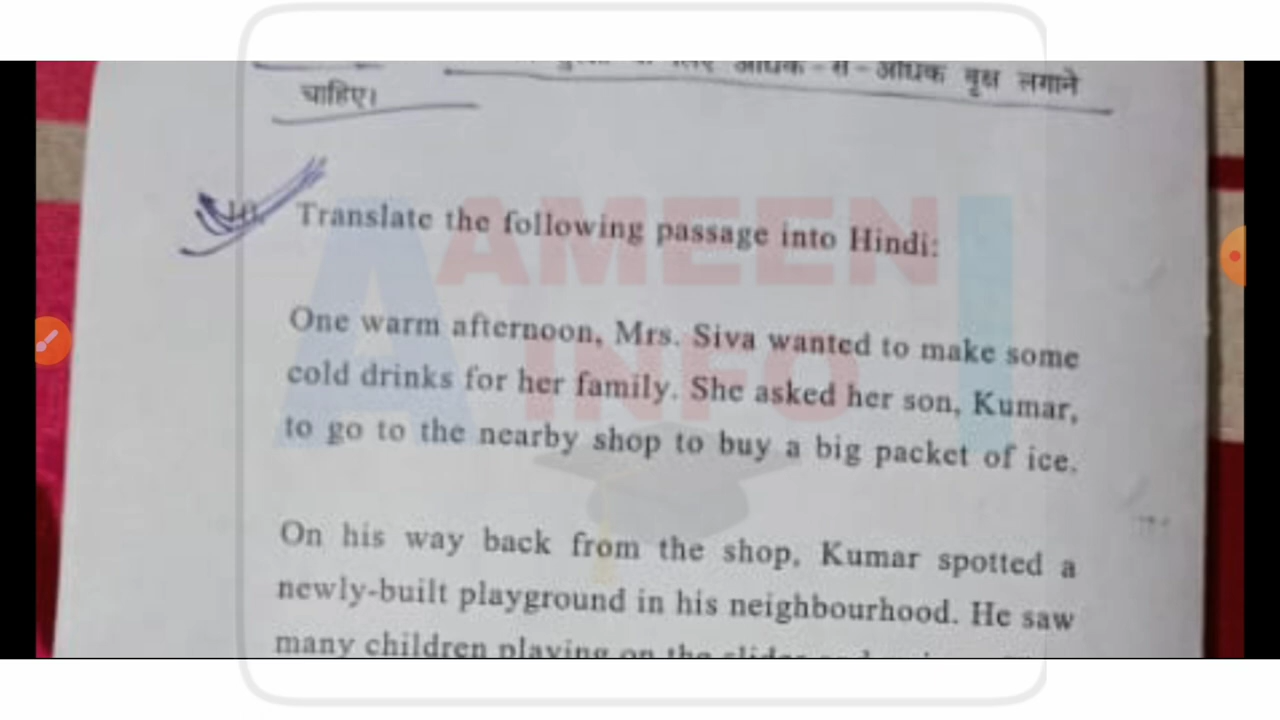 अधिक-से-अधिक वृक्ष लगाने
चाहिए।
10. Translate the following passage into Hindi:
One warm afternoon, Mrs. Siva wanted to make some
cold drinks for her family. She asked her son, Kumar,
to go to the nearby shop to buy a big packet of ice.
On his way back from the shop, Kumar spotted a
newly-built playground in his neighbourhood. He saw
many children playing on the slides
AMEEN
INFO